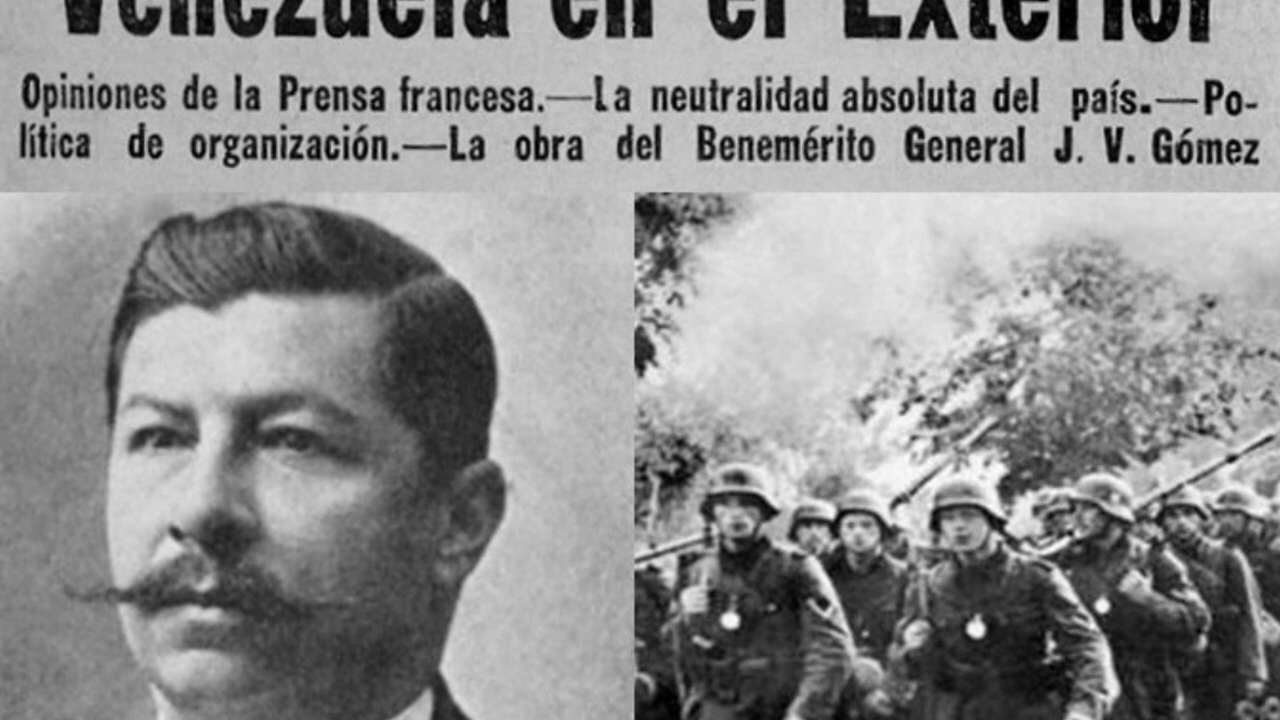 Venezuela en el Exterior
Opiniones de la Prensa francesa.—La neutralidad absoluta del país.—Po-
lítica de organización.—La obra del Benemérito General J. V. Gómez